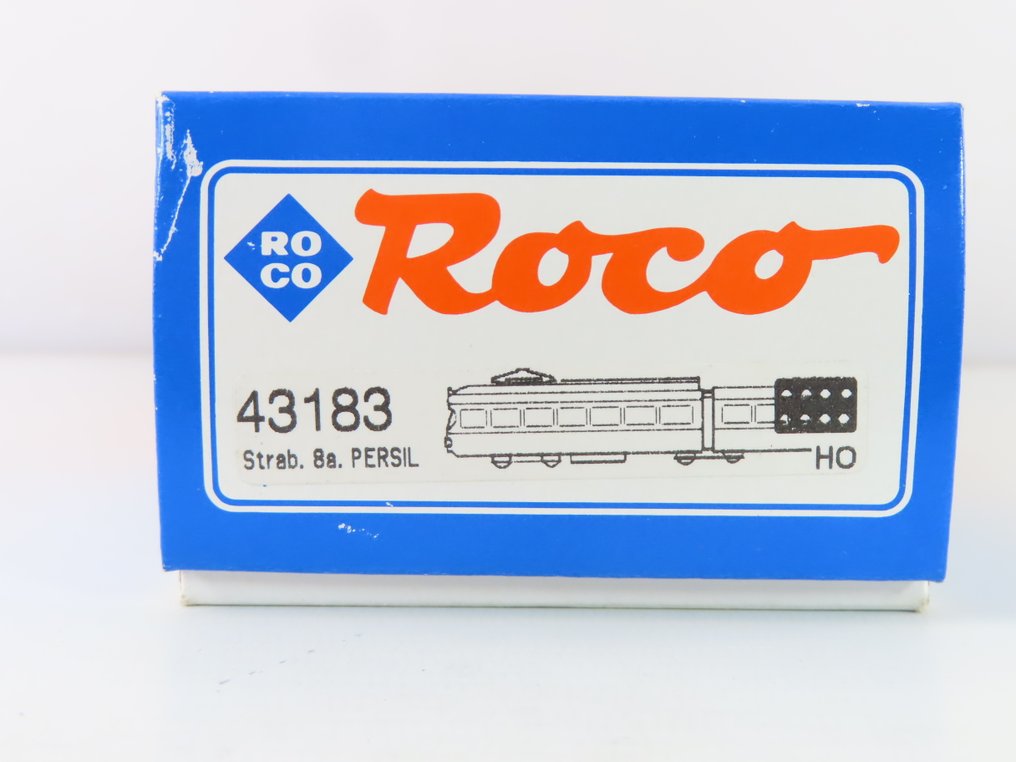 RO
CO
Roco
43183
Strab. 8a. PERSIL
HO